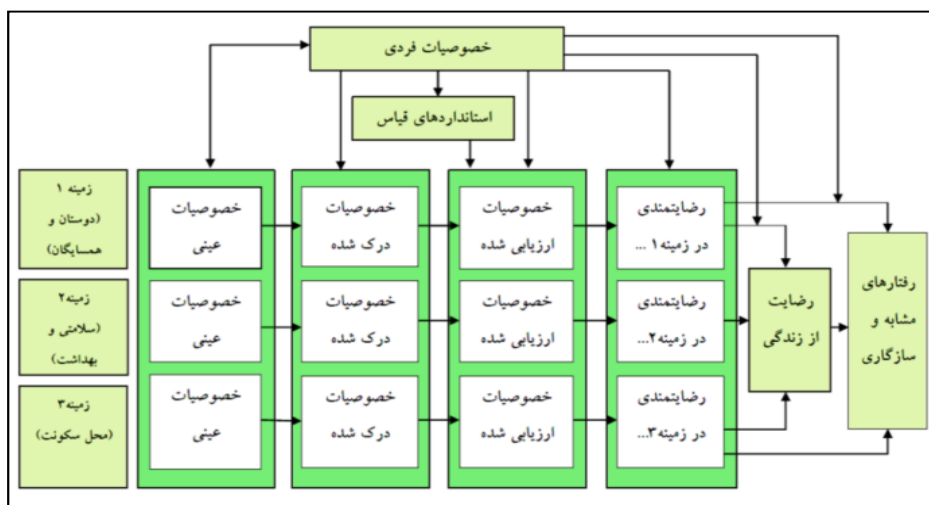 خصوصیات فردی
استانداردهای قیاس
زمینه ۱
(دوستان و
همسایگان)
خصوصیات
عینی
خصوصیات
درک شده
خصوصیات
ارزیابی شده
رضایتمندی
در زمینه ۱ ...
زمینه۲
(سلامتی و
بهداشت)
خصوصیات
عینی
خصوصیات
درک شده
خصوصیات
ارزیابی شده
رضایتمندی
در زمینه۲...
زمینه۳
(محل سکونت)
خصوصیات
عینی
خصوصیات
درک شده
خصوصیات
ارزیابی شده
رضایتمندی
در زمینه۳...
رضایت
از زندگی
رفتارهای
مشابه و
سازگاری